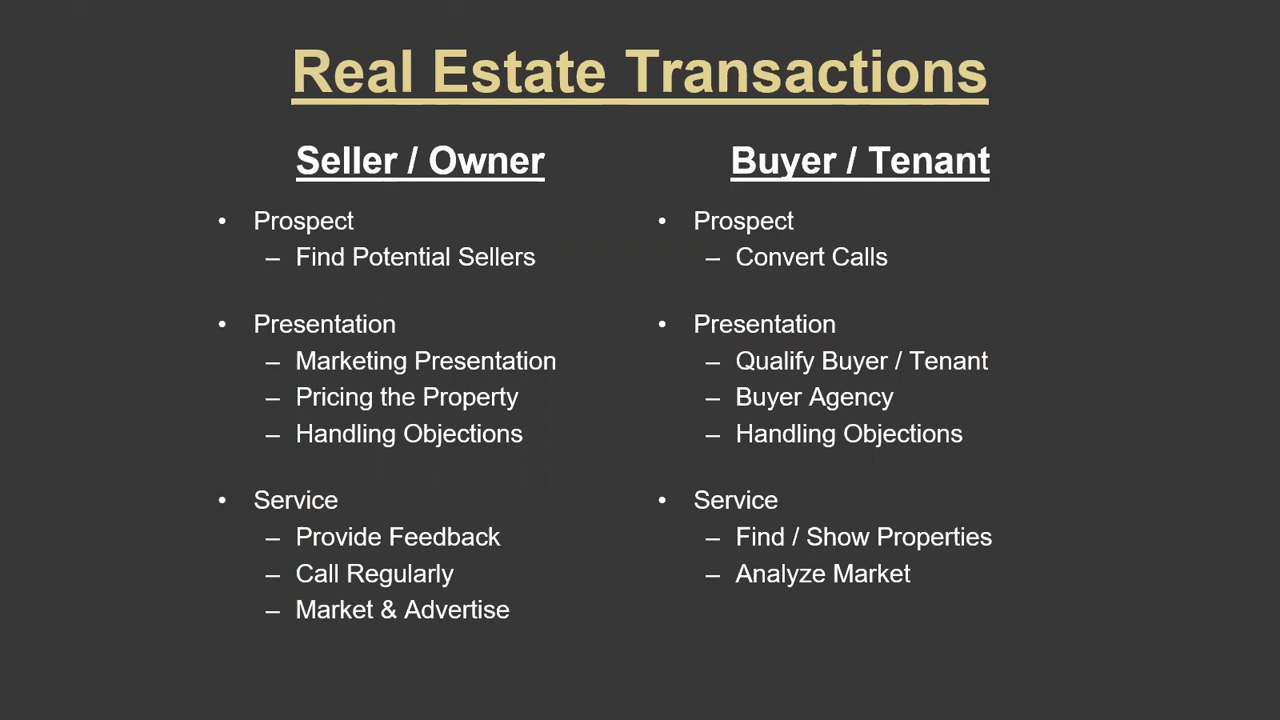 Real Estate Transactions
Seller / Owner
• Prospect
– Find Potential Sellers
• Presentation
– Marketing Presentation
– Pricing the Property
– Handling Objections
• Service
– Provide Feedback
– Call Regularly
– Market & Advertise
Buyer / Tenant
• Prospect
– Convert Calls
• Presentation
– Qualify Buyer / Tenant
– Buyer Agency
– Handling Objections
• Service
– Find / Show Properties
– Analyze Market